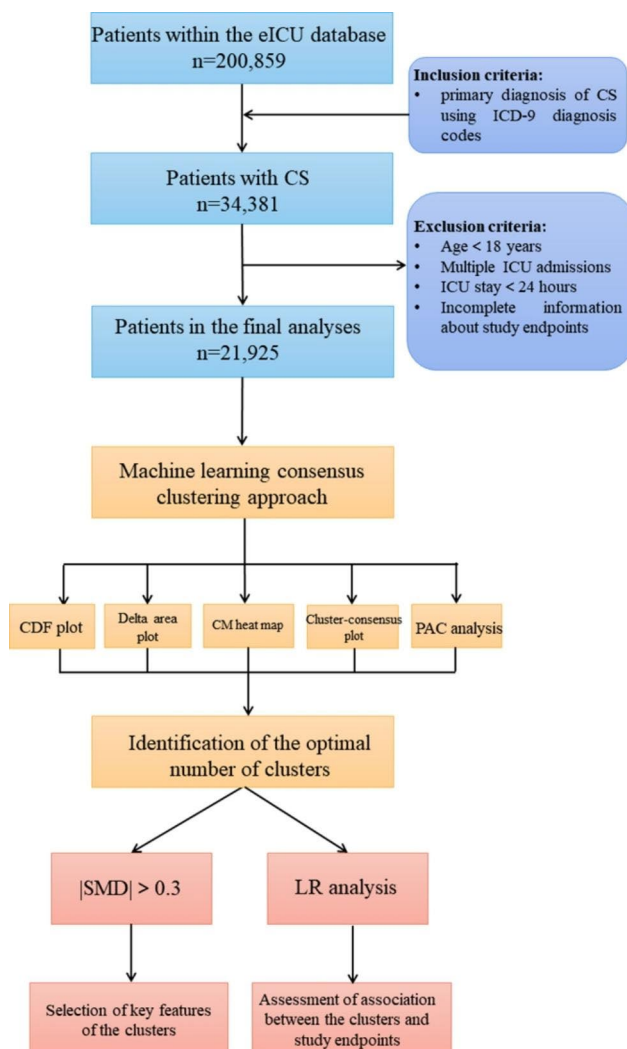 Patients within the eICU database
n=200,859
Inclusion criteria:
• primary diagnosis of CS
using ICD-9 diagnosis
codes
Patients with CS
n=34,381
Exclusion criteria:
• Age < 18 years
• Multiple ICU admissions
• ICU stay < 24 hours
• Incomplete information
about study endpoints
Patients in the final analyses
n=21,925
Machine learning consensus
clustering approach
CDF plot
Delta area
plot
CM heat map
Cluster-consensus
plot
PAC analysis
Identification of the optimal
number of clusters
|SMD| > 0.3
LR analysis
Selection of key features
of the clusters
Assessment of association
between the clusters and
study endpoints